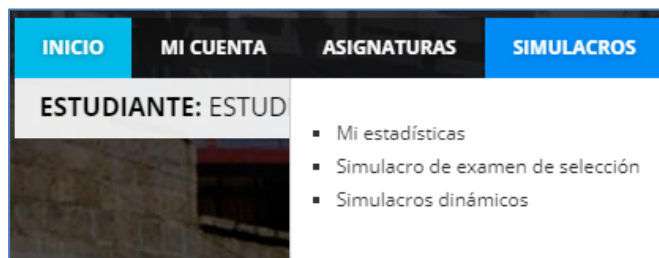 INICIO MI CUENTA ASIGNATURAS SIMULACROS
ESTUDIANTE: ESTUD
Mi estadísticas
Simulacro de examen de selección
Simulacros dinámicos